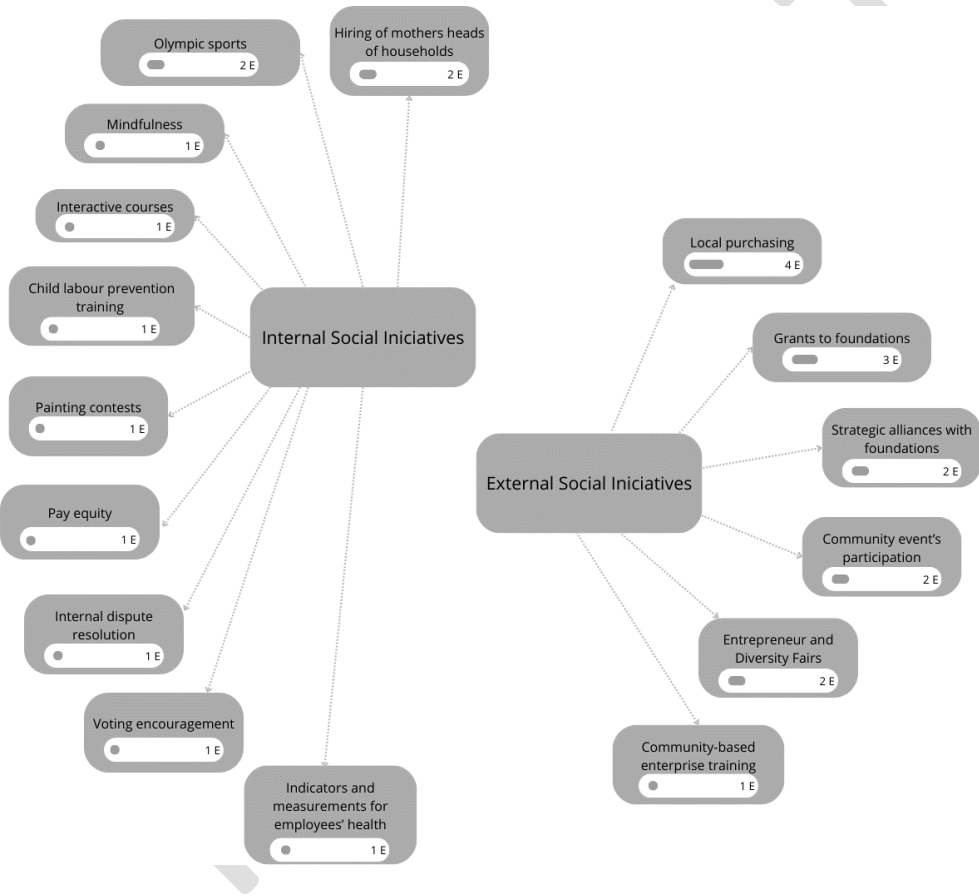 Hiring of mothers heads
of households
2 E
Olympic sports
2 E
Mindfulness
1 E
Interactive courses
1 E
Child labour prevention
training
1 E
Painting contests
1 E
Pay equity
1 E
Internal dispute
resolution
1 E
Voting encouragement
1 E
Indicators and
measurements for
employees’ health
1 E
Internal Social Iniciatives
Local purchasing
4 E
Grants to foundations
3 E
Strategic alliances with
foundations
2 E
Community event’s
participation
2 E
Entrepreneur and
Diversity Fairs
2 E
Community-based
enterprise training
1 E
External Social Iniciatives